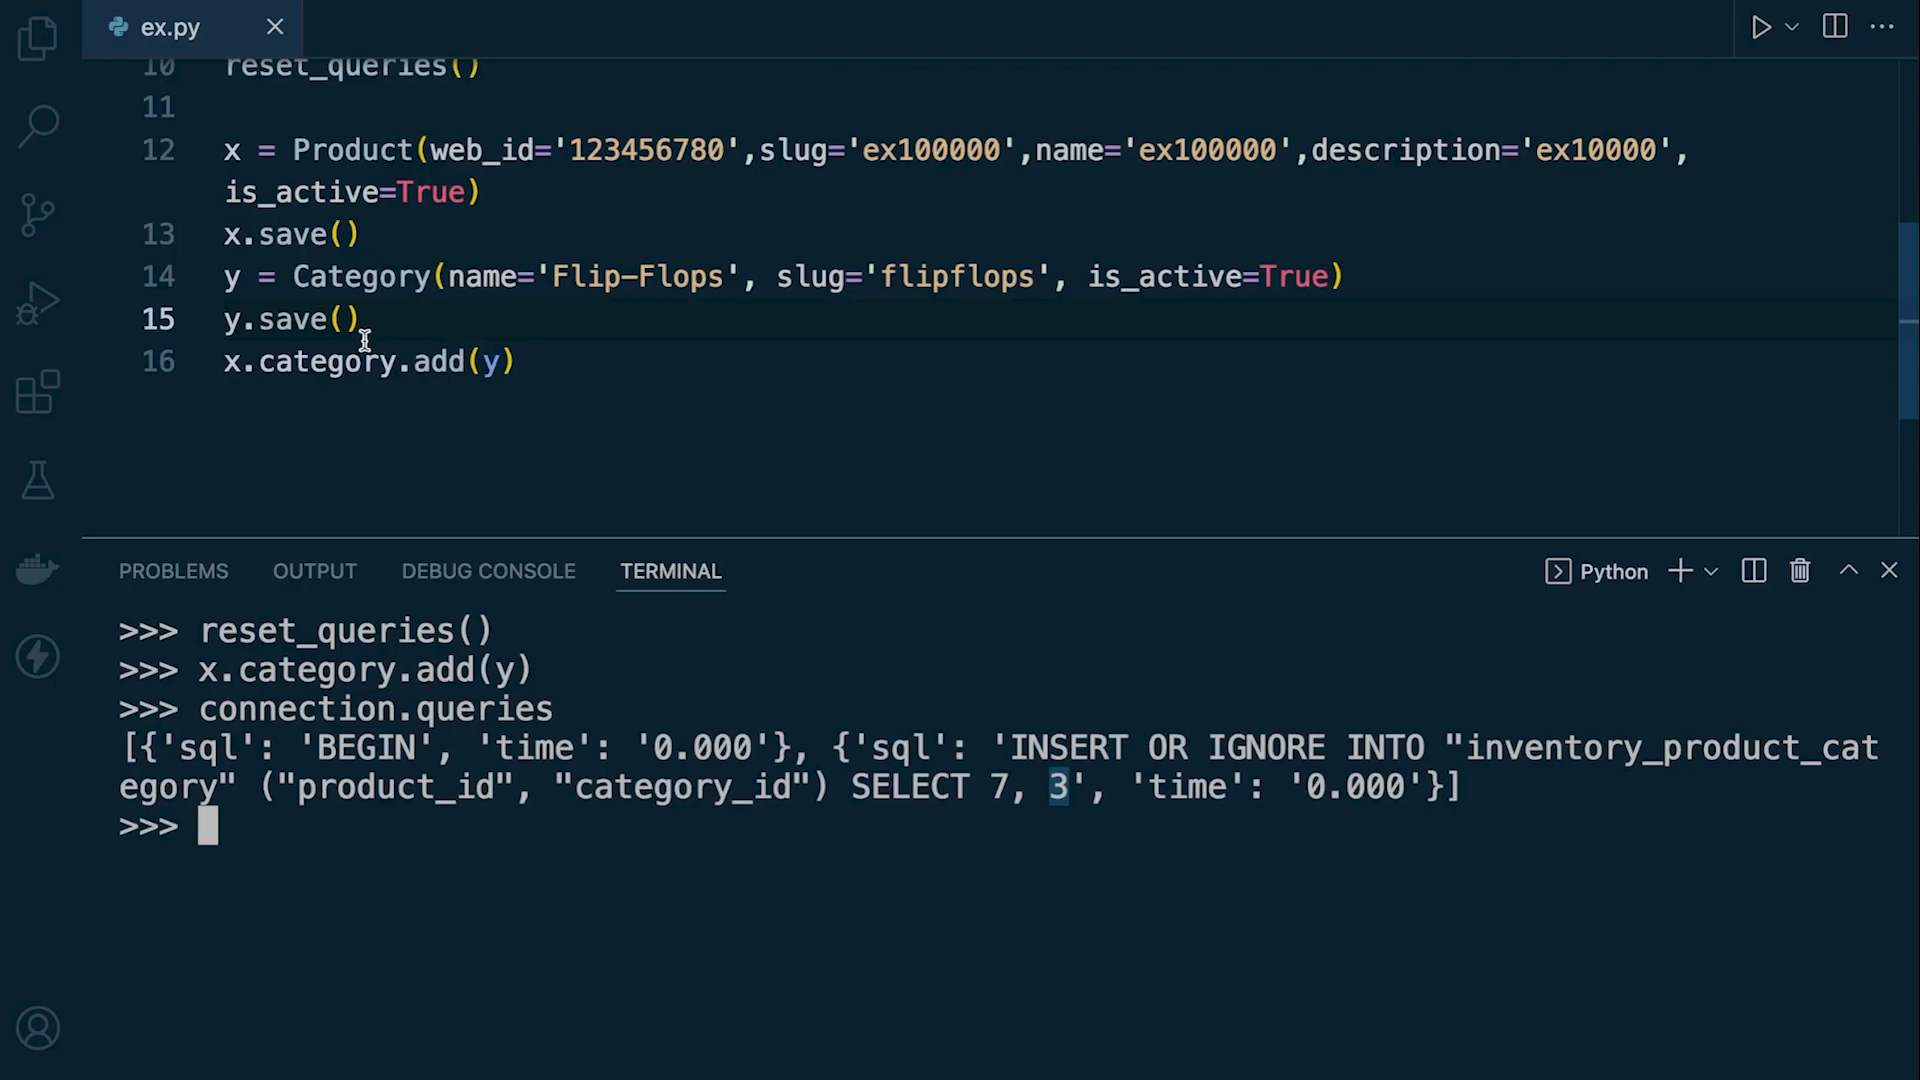 ex.py
10 reset_queries()
11
12 x = Product(web_id='123456780',slug='ex100000',name='ex100000',description='ex10000',
is_active=True)
13 x.save()
14 y = Category(name='Flip-Flops', slug='flipflops', is_active=True)
15 y.save()
16 x.category.add(y)
PROBLEMS OUTPUT DEBUG CONSOLE TERMINAL Python
>>> reset_queries()
>>> x.category.add(y)
>>> connection.queries
[{'sql': 'BEGIN', 'time': '0.000'}, {'sql': 'INSERT OR IGNORE INTO "inventory_product_cat
egory" ("product_id", "category_id") SELECT 7, 3', 'time': '0.000'}]
>>>